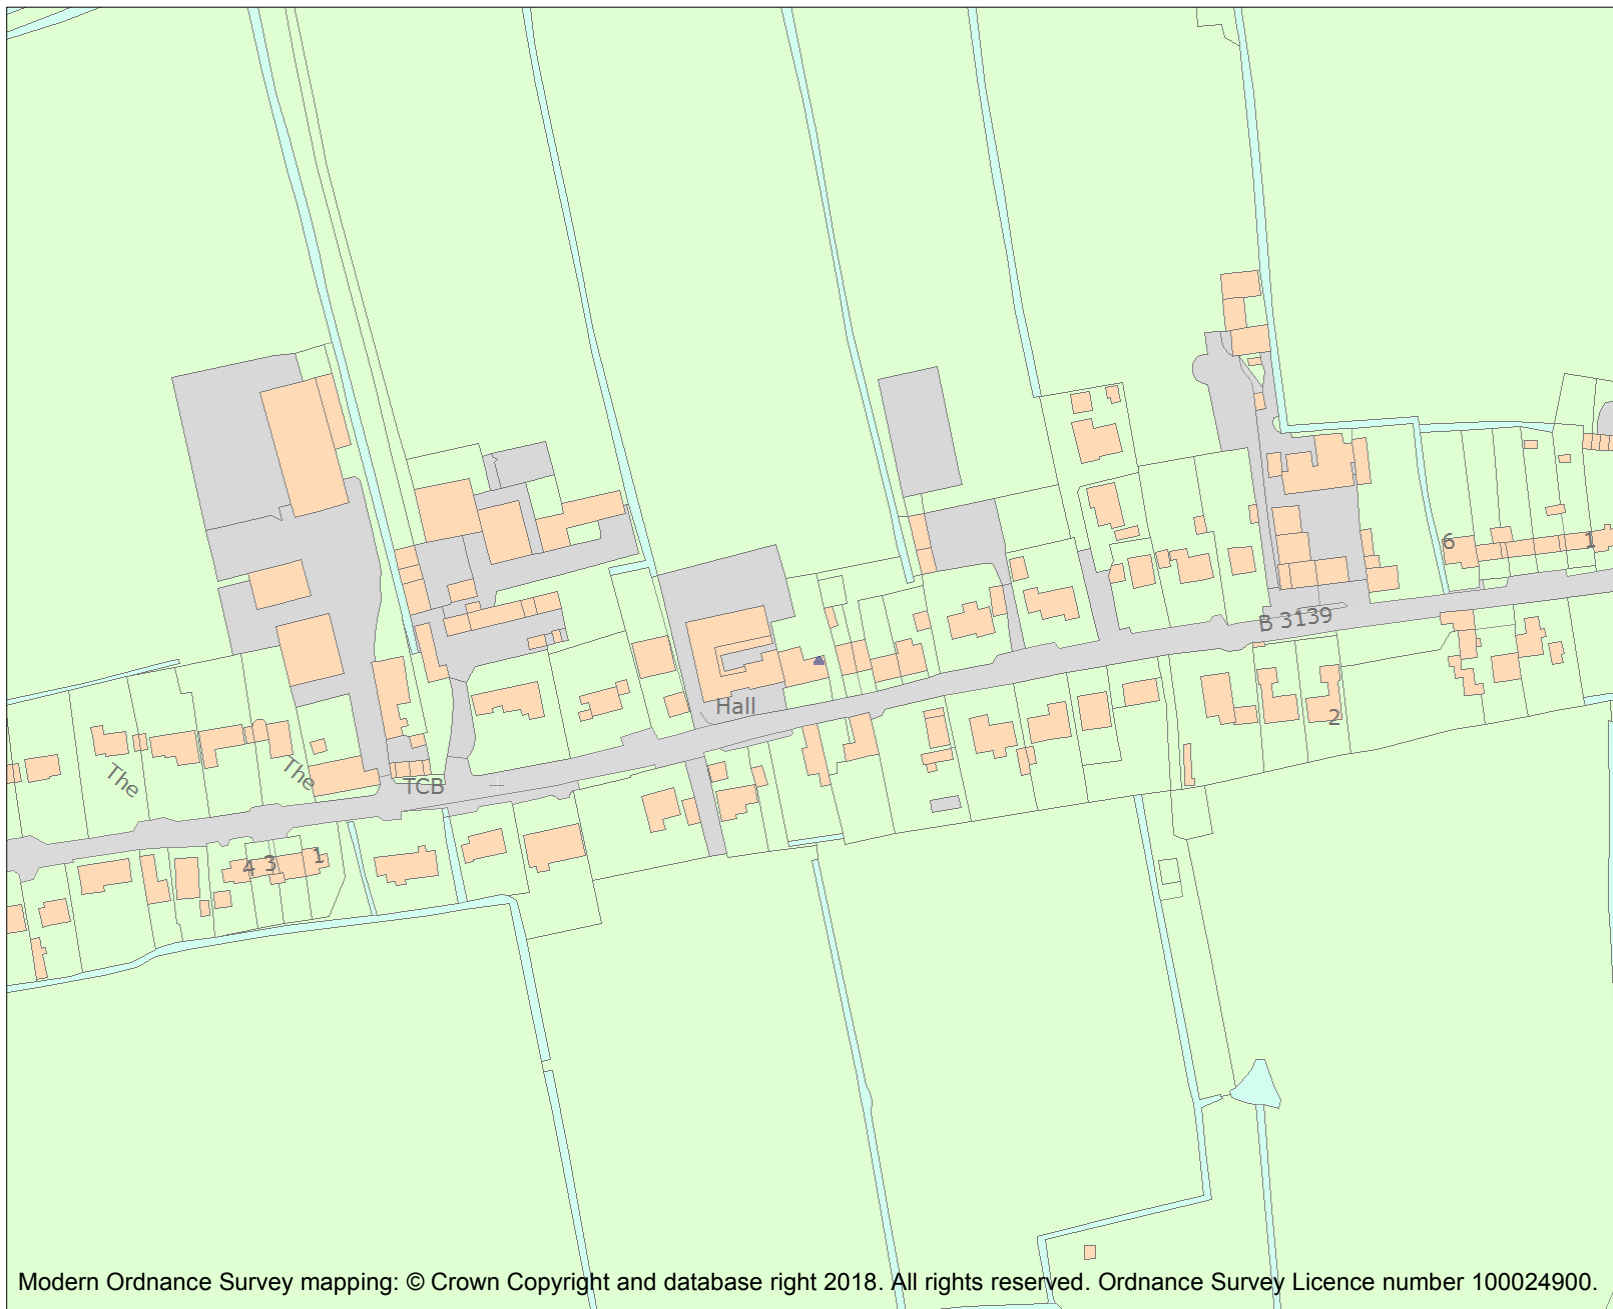 6
1
B 3139
2
Hall
The
The
TCB
4
3
1
Modern Ordnance Survey mapping: © Crown Copyright and database right 2018. All rights reserved. Ordnance Survey Licence number 100024900.